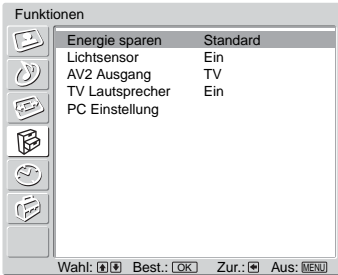 Funktionen
Energie sparen Standard
Lichtsensor Ein
AV2 Ausgang TV
TV Lautsprecher Ein
PC Einstellung
Wahl: Best.: OK Zur.: Aus: MENU